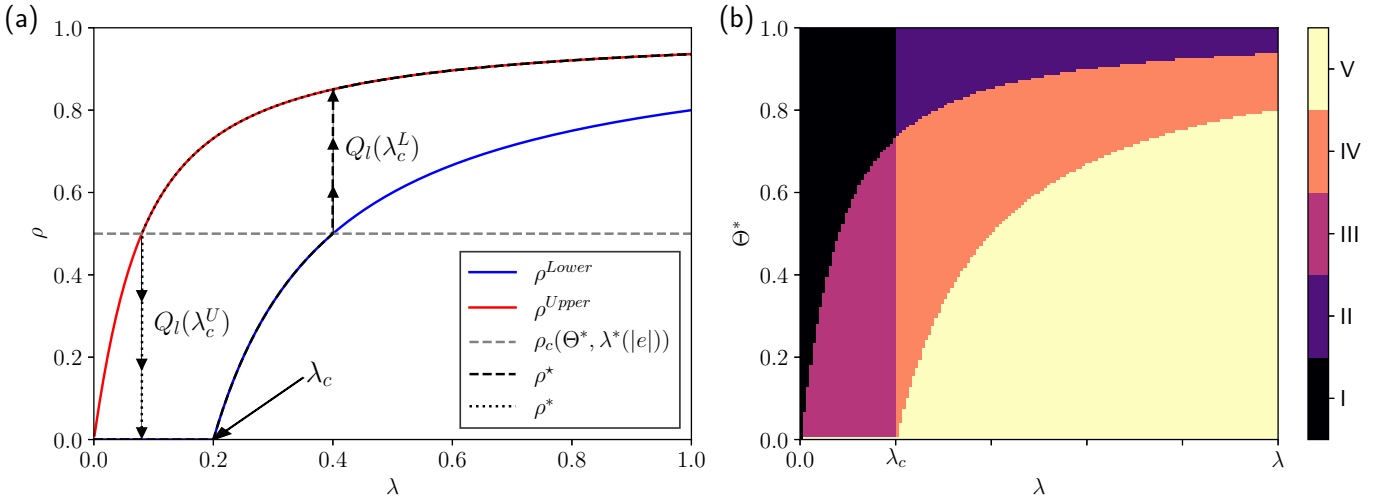 (a)
1.0
0.8
0.6
0.4
0.2
0.0
ρ
0.0 0.2 0.4 0.6 0.8 1.0
λ
Q_l(λ_c^L)
Q_l(λ_c^U)
λ_c
ρ^{Lower}
ρ^{Upper}
ρ_c(Θ^*, λ^*(|e|))
ρ^⋆
ρ^*
(b)
1.0
0.8
0.6
0.4
0.2
0.0
Θ^*
0.0 λ_c λ
λ
V
IV
III
II
I